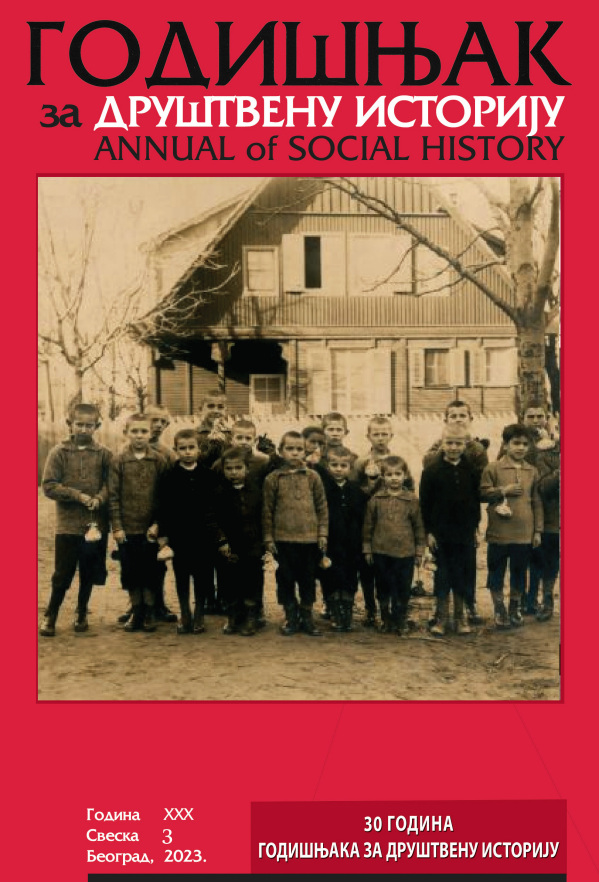 ГОДИШЊАК
за ДРУШТВЕНУ ИСТОРИЈУ
ANNUAL of SOCIAL HISTORY
Година XXX
Свеска 3
Београд, 2023.
30 ГОДИНА
ГОДИШЊАКА ЗА ДРУШТВЕНУ ИСТОРИЈУ